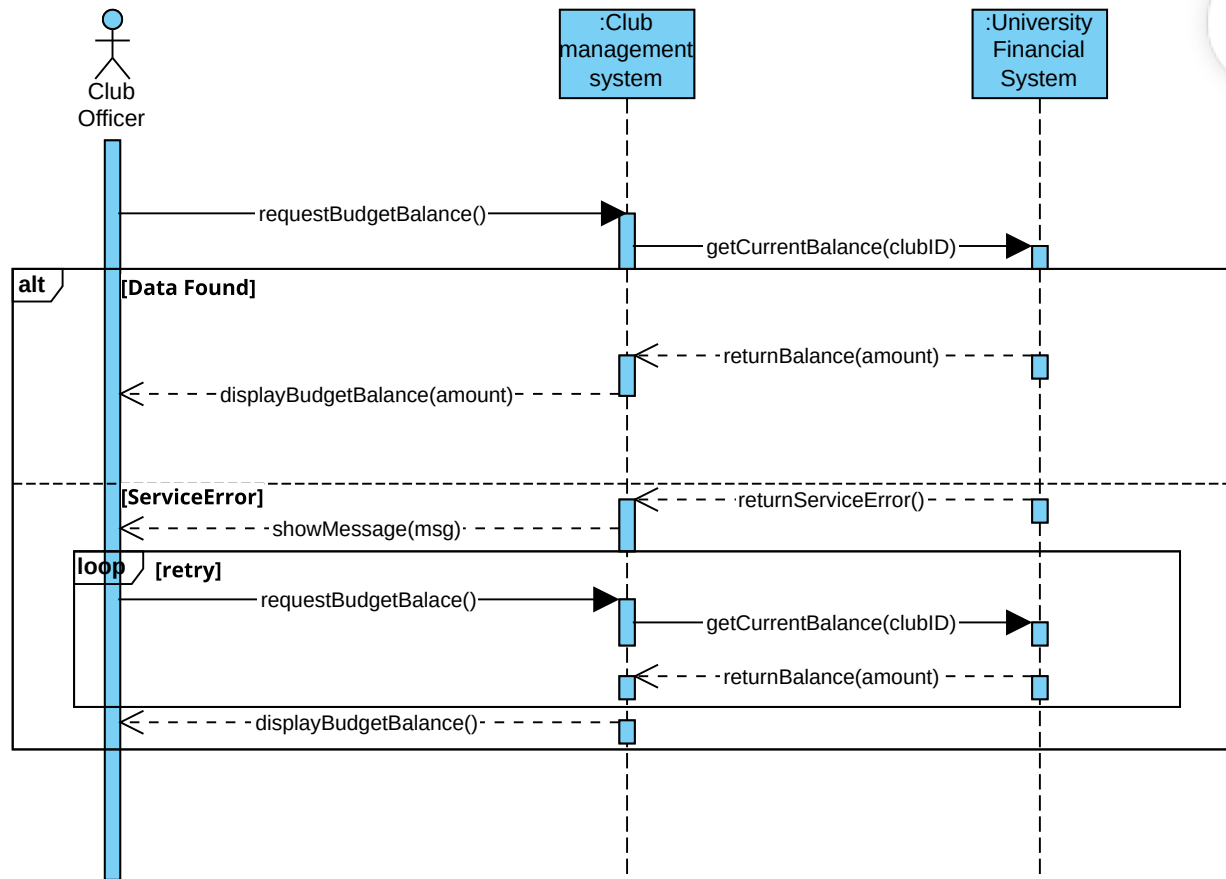 Club
Officer
:Club
management
system
:University
Financial
System
requestBudgetBalance()
getCurrentBalance(clubID)
alt
[Data Found]
returnBalance(amount)
displayBudgetBalance(amount)
[ServiceError]
returnServiceError()
showMessage(msg)
loop
[retry]
requestBudgetBalace()
getCurrentBalance(clubID)
returnBalance(amount)
displayBudgetBalance()